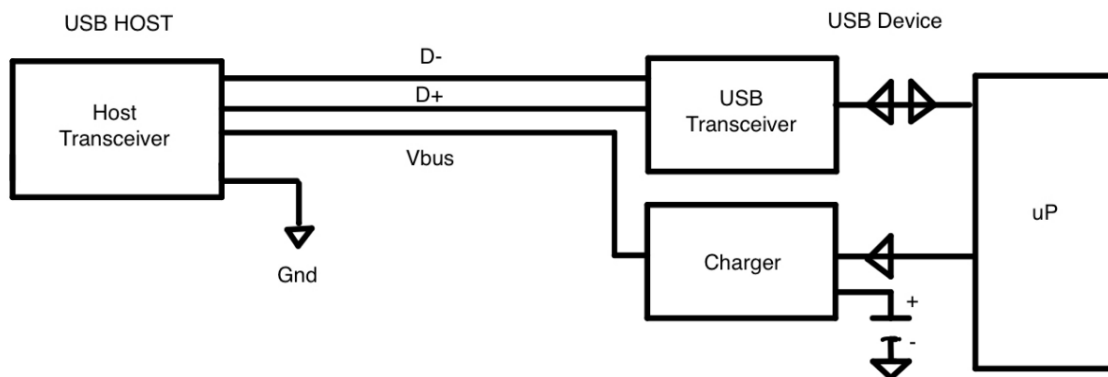 USB HOST
USB Device
D-
D+
Host
Transceiver
USB
Transceiver
Vbus
uP
Charger
Gnd
+
-